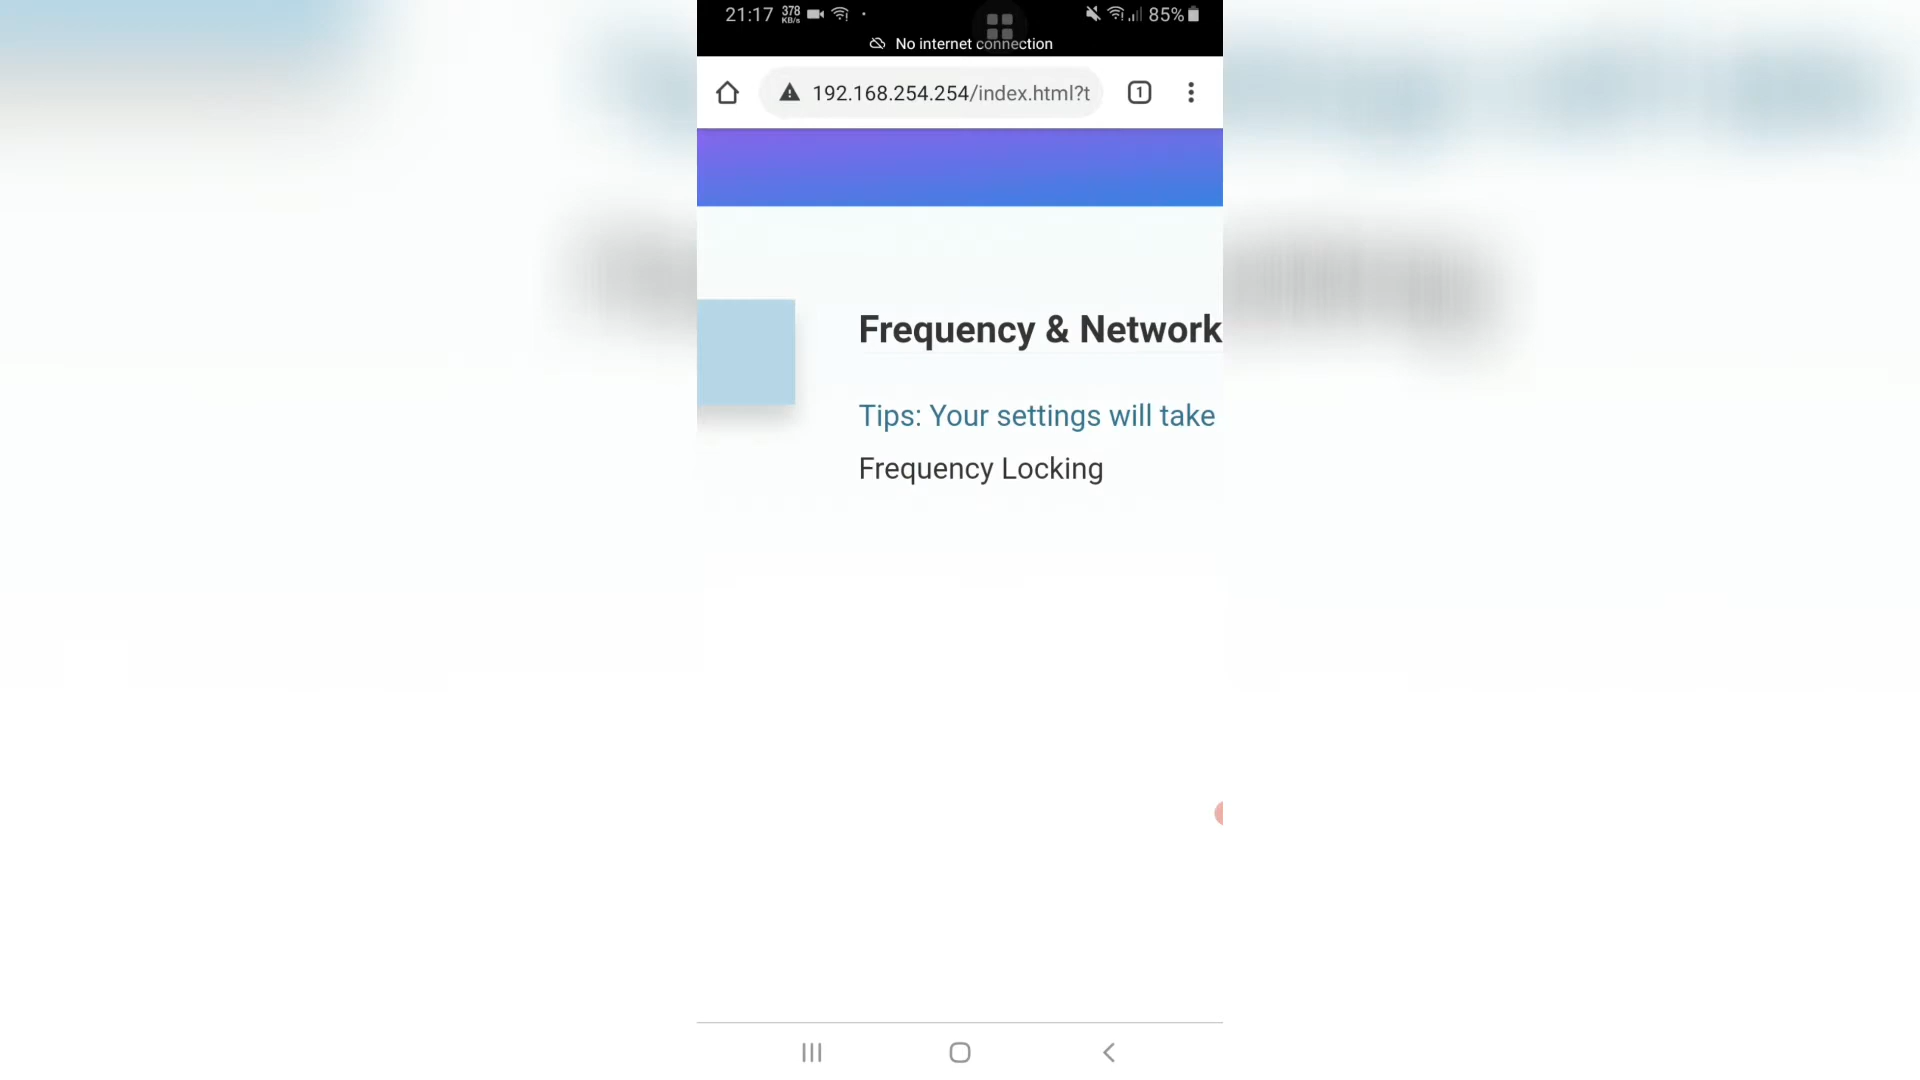 21:17 378 KB/s 85%
No internet connection
192.168.254.254/index.html?t
1
Frequency & Network
Tips: Your settings will take
Frequency Locking